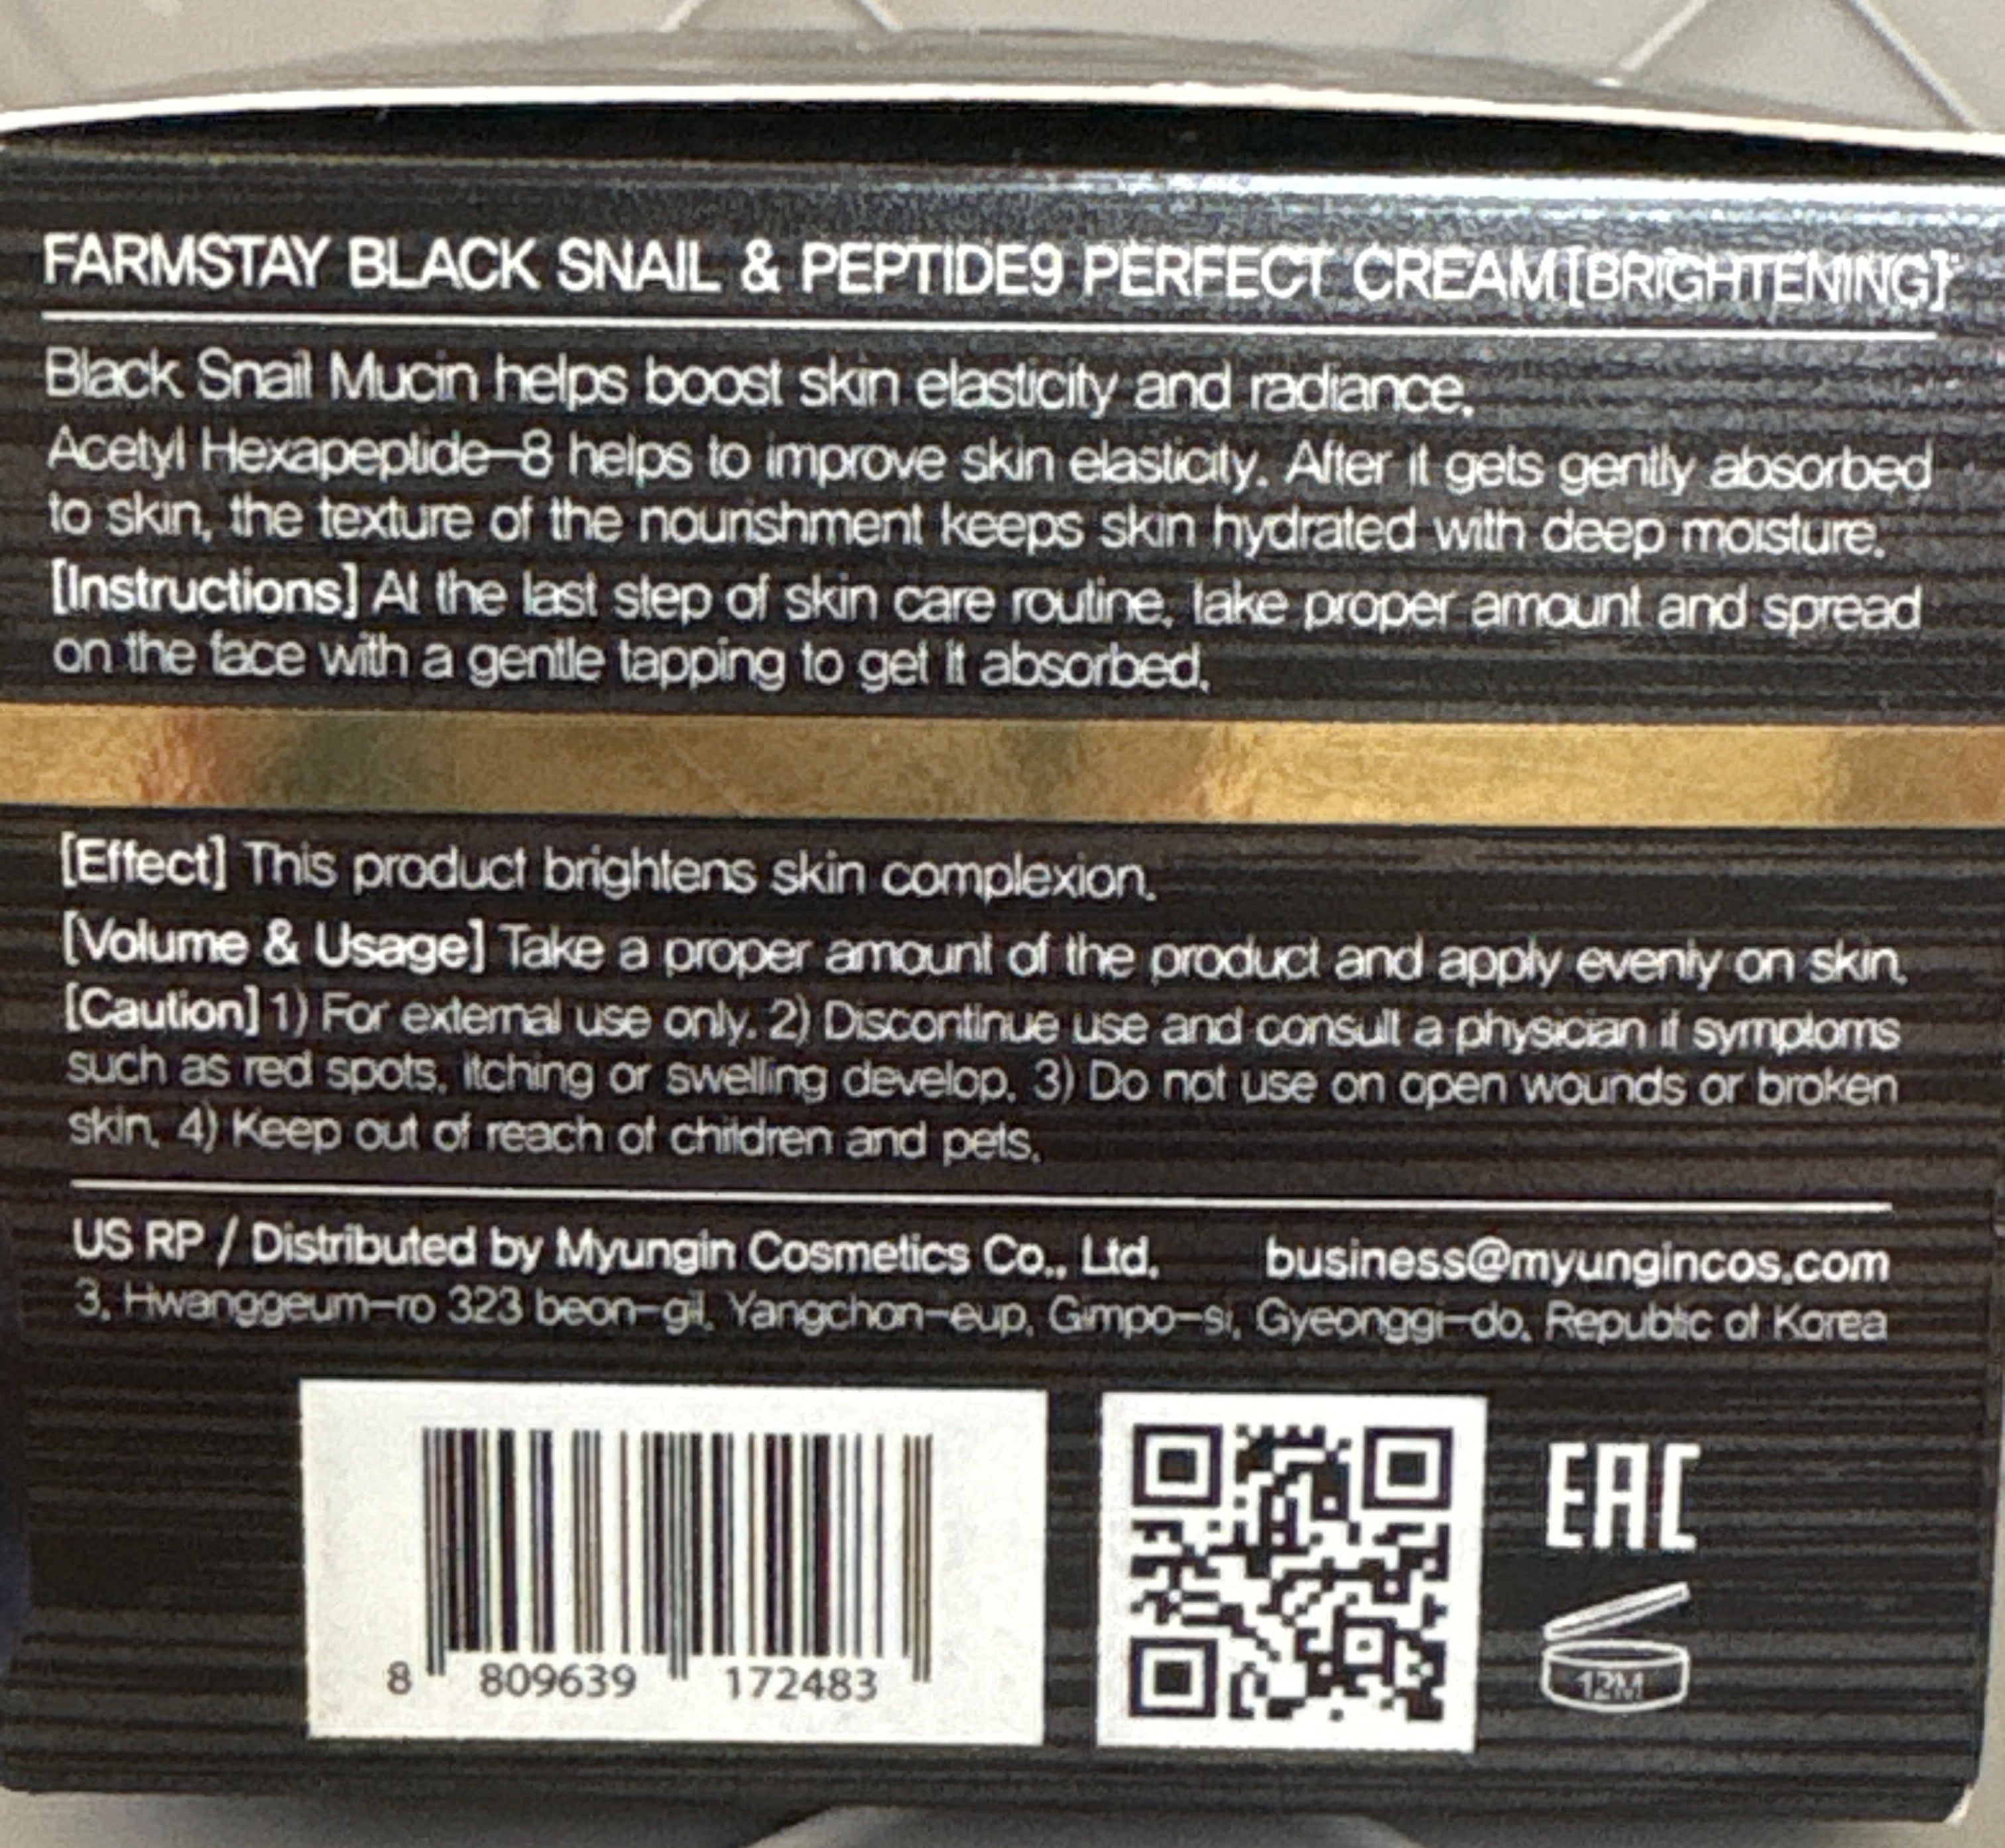 FARMSTAY BLACK SNAIL & PEPTIDE9 PERFECT CREAM[BRIGHTENING]
Black Snail Mucin helps boost skin elasticity and radiance.
Acetyl Hexapeptide-8 helps to improve skin elasticity. After it gets gently absorbed
to skin, the texture of the nourishment keeps skin hydrated with deep moisture.
[Instructions] At the last step of skin care routine, take proper amount and spread
on the face with a gentle tapping to get it absorbed.
[Effect] This product brightens skin complexion.
[Volume & Usage] Take a proper amount of the product and apply evenly on skin.
[Caution] 1) For external use only. 2) Discontinue use and consult a physician if symptoms
such as red spots, itching or swelling develop. 3) Do not use on open wounds or broken
skin. 4) Keep out of reach of children and pets.
US RP / Distributed by Myungin Cosmetics Co., Ltd. business@myungincos.com
3, Hwanggeum-ro 323 beon-gil, Yangchon-eup, Gimpo-si, Gyeonggi-do, Republic of Korea
EAC
12M
8 809639 172483